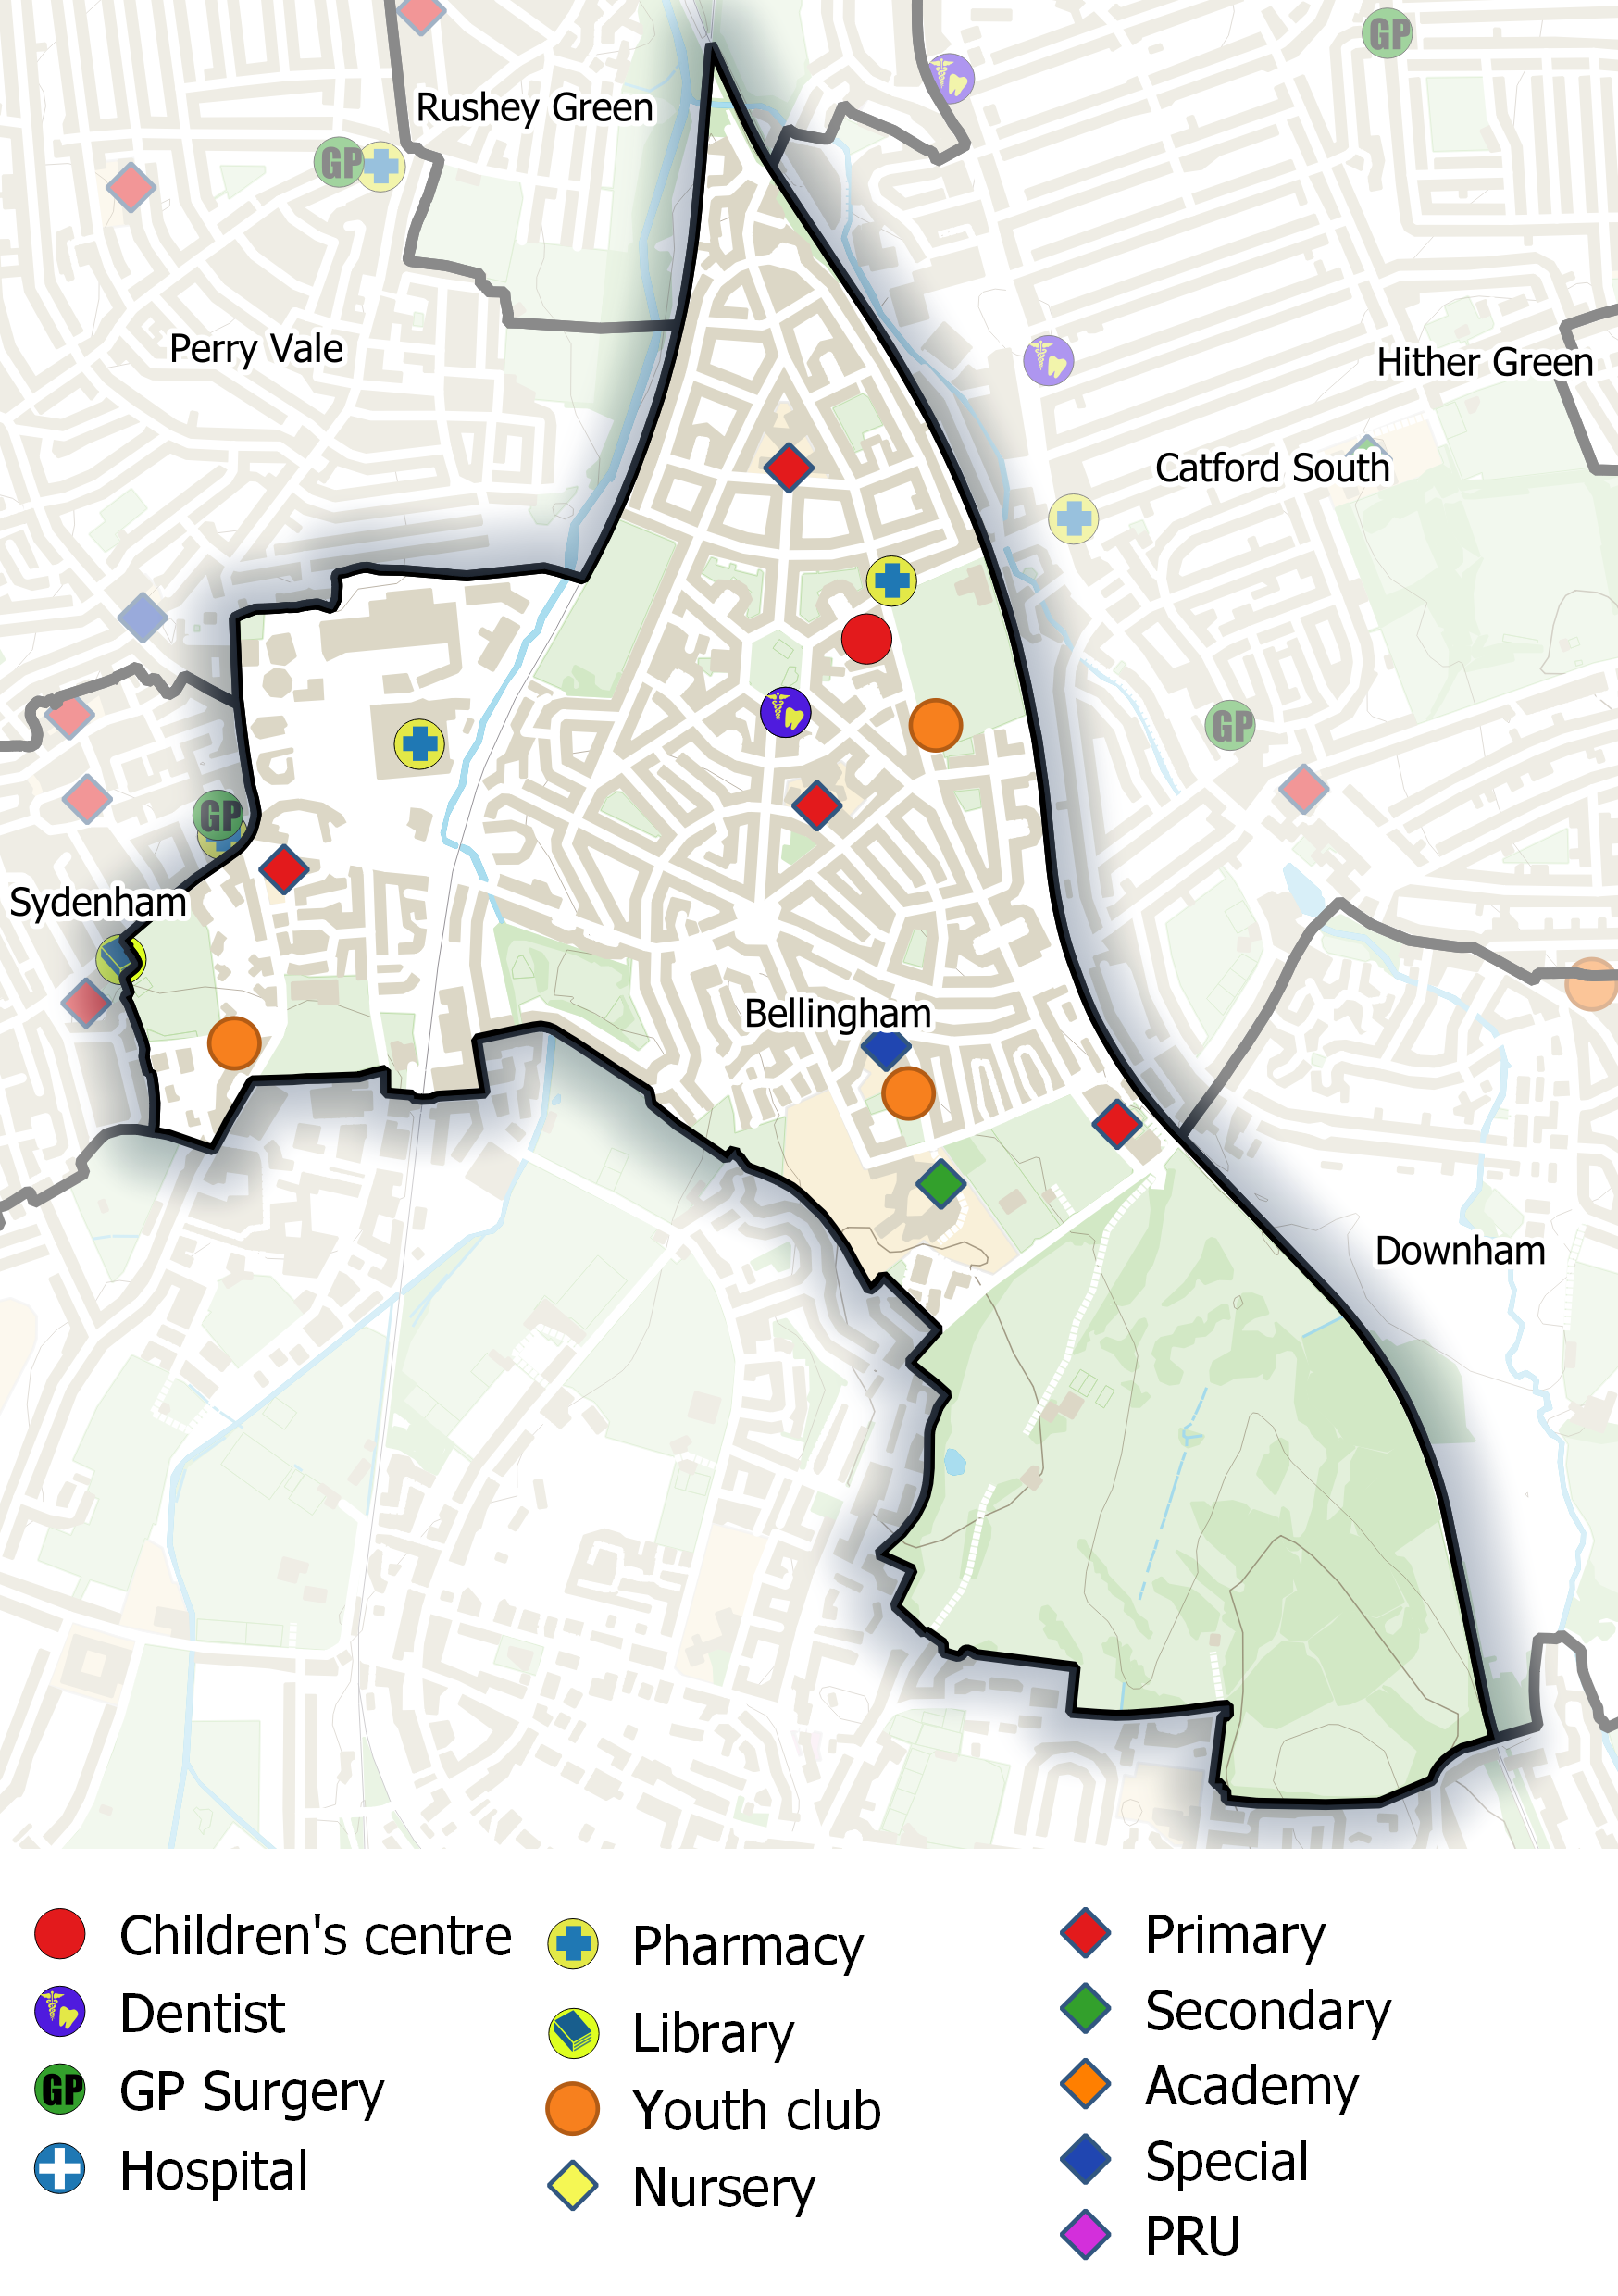 Rushey Green
GP
GP
Perry Vale
Hither Green
Catford South
GP
GP
Sydenham
Bellingham
Downham
Children's centre
Dentist
GP GP Surgery
Hospital
Pharmacy
Library
Youth club
Nursery
Primary
Secondary
Academy
Special
PRU